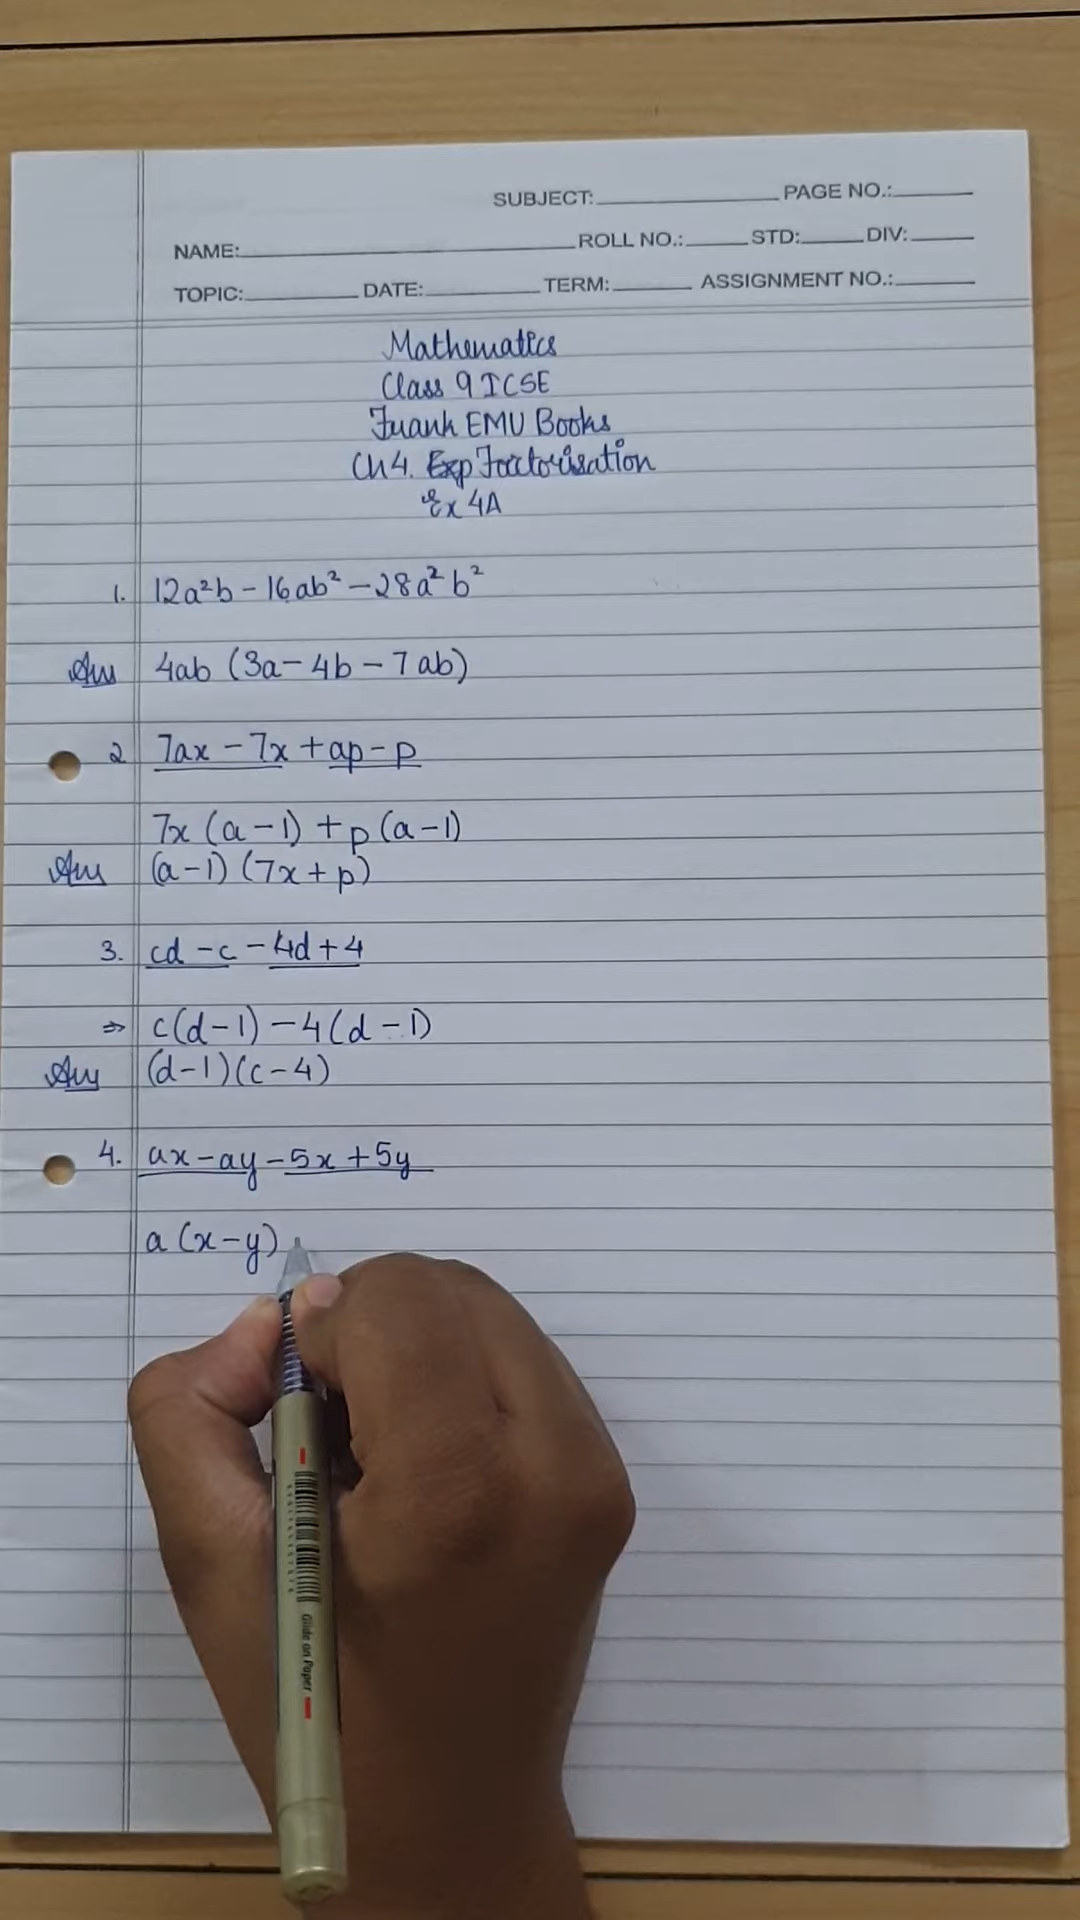 SUBJECT: PAGE NO.:
NAME: ROLL NO.: STD: DIV:
TOPIC: DATE: TERM: ASSIGNMENT NO.:
Mathematics
Class 9 ICSE
Frank EMU Books
Ch4. Exp Factorisation
Ex 4A
1. 12a²b - 16ab² - 28a²b²
Ans 4ab (3a - 4b - 7ab)
2 7ax - 7x + ap - p
7x (a - 1) + p (a - 1)
Ans (a - 1) (7x + p)
3. cd - c - 4d + 4
⇒ c(d - 1) - 4(d - 1)
Ans (d - 1)(c - 4)
4. ax - ay - 5x + 5y
a (x - y)
Glide on Paper